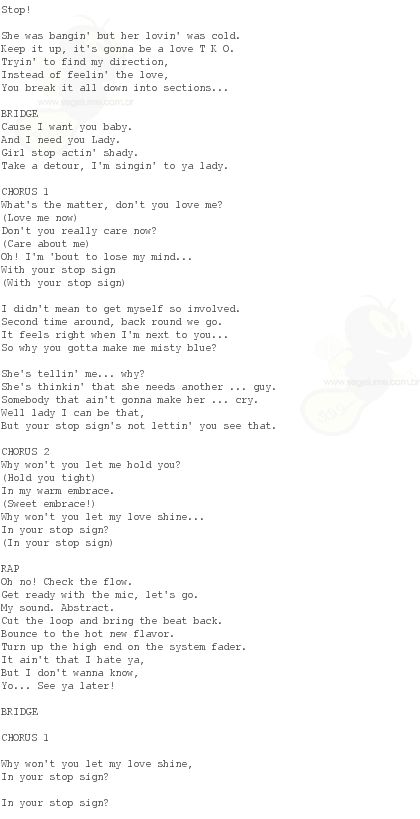 Stop!

She was bangin' but her lovin' was cold.
Keep it up, it's gonna be a love T K O.
Tryin' to find my direction,
Instead of feelin' the love,
You break it all down into sections...

BRIDGE
Cause I want you baby.
And I need you Lady.
Girl stop actin' shady.
Take a detour, I'm singin' to ya lady.

CHORUS 1
What's the matter, don't you love me?
(Love me now)
Don't you really care now?
(Care about me)
Oh! I'm 'bout to lose my mind...
With your stop sign
(With your stop sign)

I didn't mean to get myself so involved.
Second time around, back round we go.
It feels right when I'm next to you...
So why you gotta make me misty blue?

She's tellin' me... why?
She's thinkin' that she needs another ... guy.
Somebody that ain't gonna make her ... cry.
Well lady I can be that,
But your stop sign's not lettin' you see that.

CHORUS 2
Why won't you let me hold you?
(Hold you tight)
In my warm embrace.
(Sweet embrace!)
Why won't you let my love shine...
In your stop sign?
(In your stop sign)

RAP
Oh no! Check the flow.
Get ready with the mic, let's go.
My sound. Abstract.
Cut the loop and bring the beat back.
Bounce to the hot new flavor.
Turn up the high end on the system fader.
It ain't that I hate ya,
But I don't wanna know,
Yo... See ya later!

BRIDGE

CHORUS 1

Why won't you let my love shine,
In your stop sign?

In your stop sign?